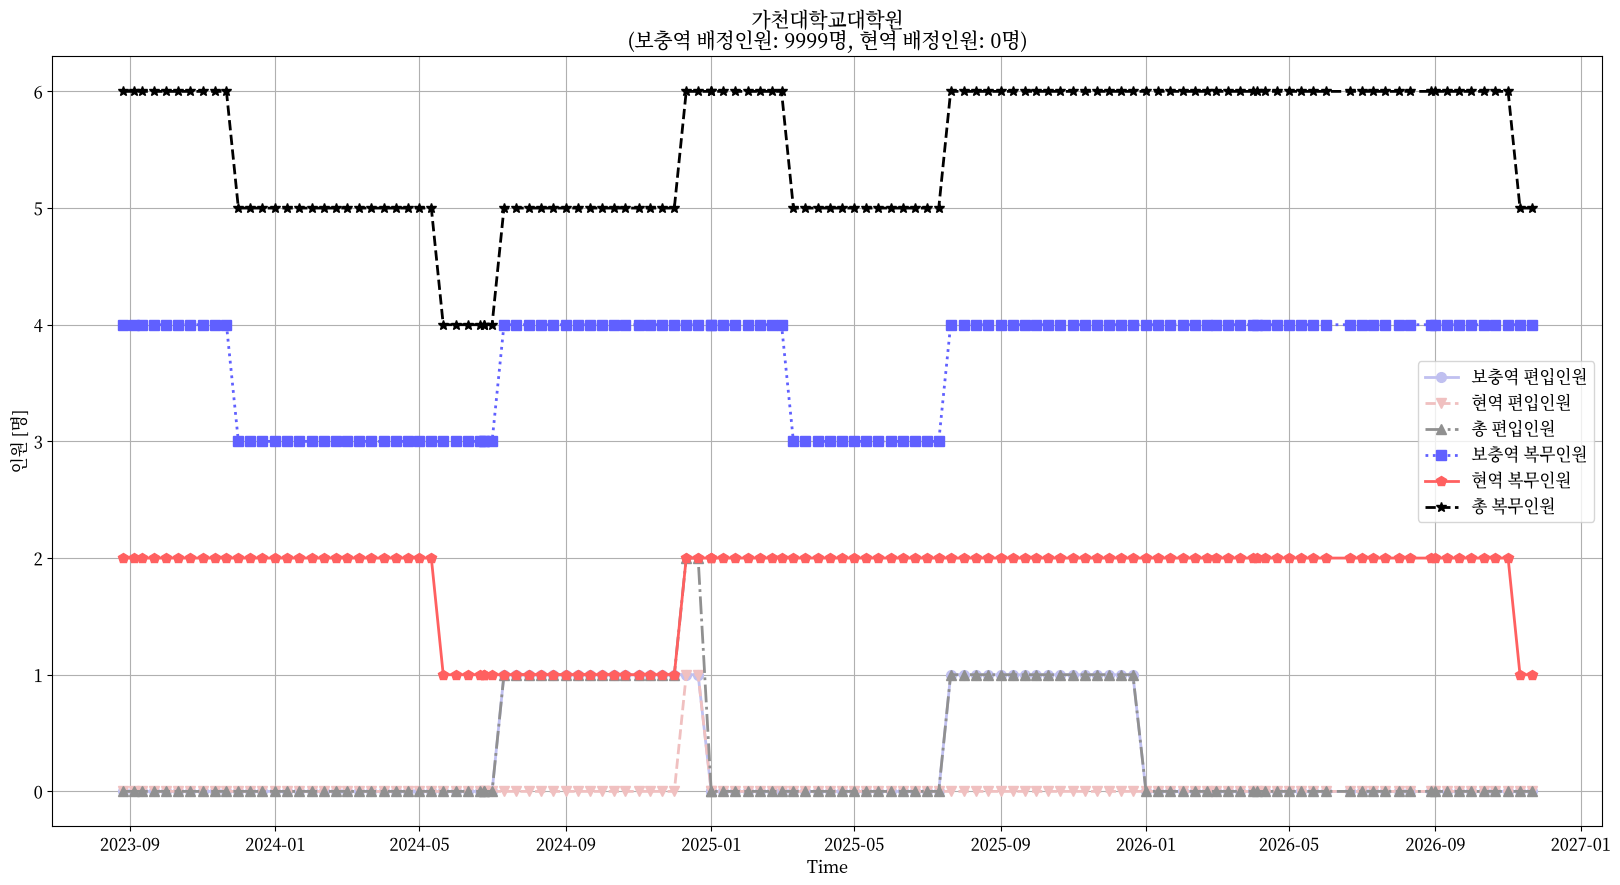 가천대학교대학원
(보충역 배정인원: 9999명, 현역 배정인원: 0명)
인원 [명]
6
5
4
3
2
1
0
보충역 편입인원
현역 편입인원
총 편입인원
보충역 복무인원
현역 복무인원
총 복무인원
2023-09
2024-01
2024-05
2024-09
2025-01
2025-05
2025-09
2026-01
2026-05
2026-09
2027-01
Time